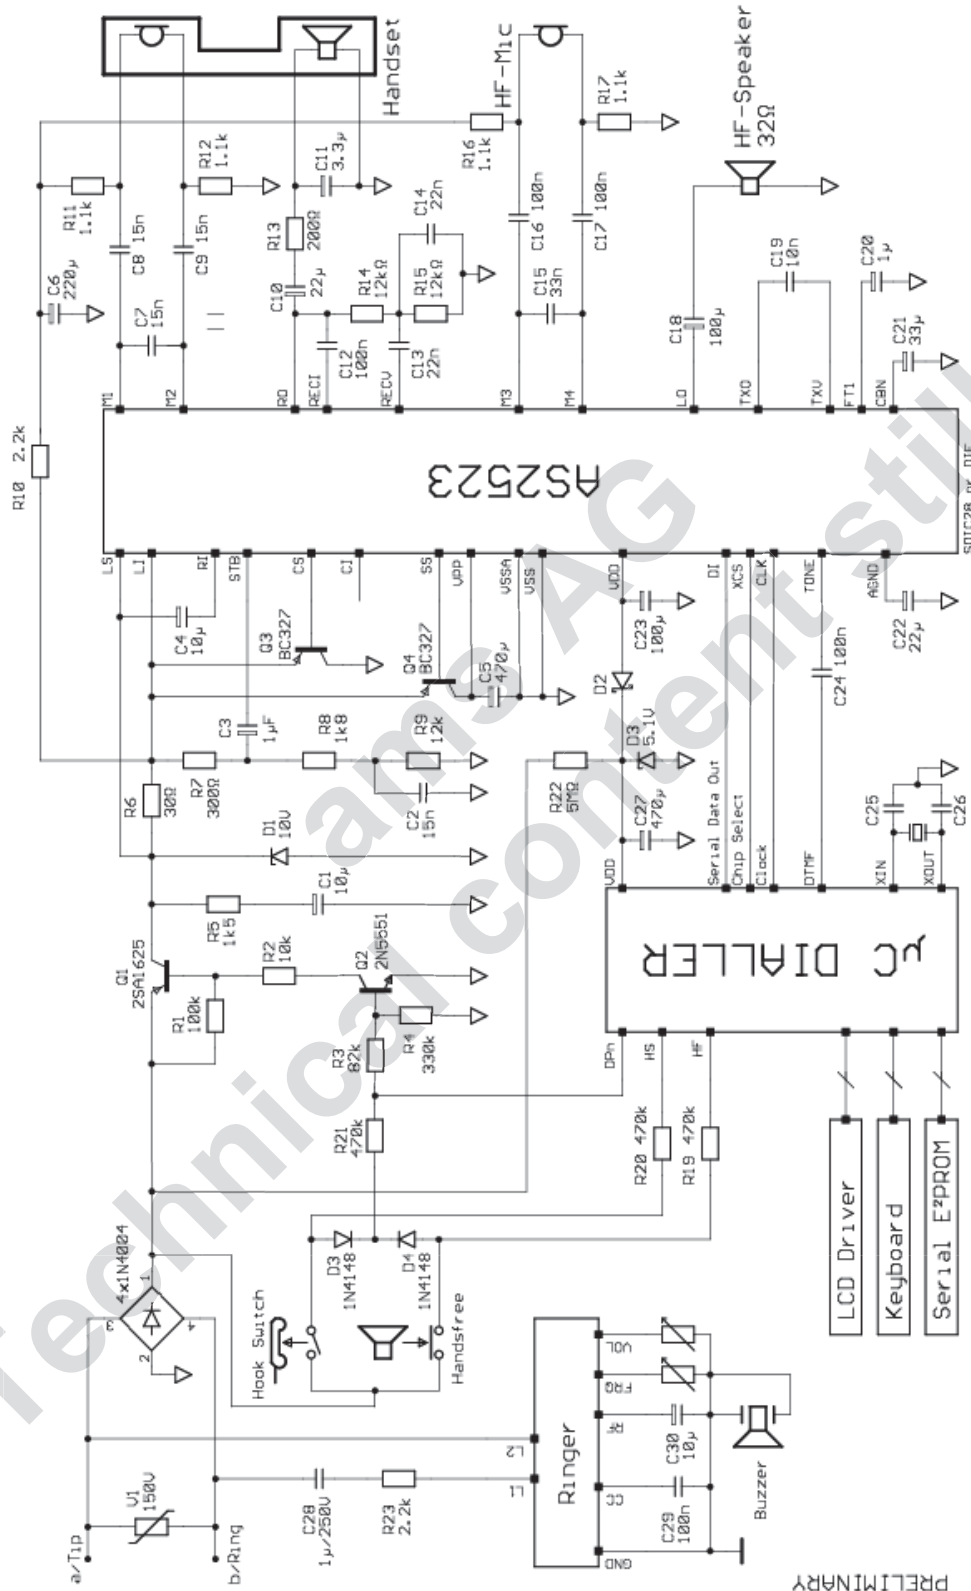 Handset
R11
1.1k
R12
1.1k
C11
3.3µ
HF-Mic
R16
1.1k
R17
1.1k
HF-Speaker
32Ω
C6
220µ
C8 15n
C9 15n
C7
15n
R13
200Ω
C10
22µ
R14
12kΩ
R15
12kΩ
C14
22n
C12
100n
C13
22n
C16 100n
C17 100n
C15
33n
C18
100µ
C19
10n
C20
1µ
C21
33µ
R10 2.2k
M1
M2
RO
RECI
RECV
M3
M4
LO
TXO
TXV
FT1
CBN
AS2523
SOIC28 or DIE
LS
LI
RI
STB
CS
CI
SS
VPP
VSSA
VSS
VDD
DI
XCS
CLK
TONE
AGND
C4
10µ
Q3
BC327
Q4
BC327
C5
470µ
C23
100µ
C24 100n
C22
22µ
C3
1µF
R6
30Ω
R7
300Ω
R8
1k8
R9
12k
C2
15n
D1
10V
R5
1k5
C1
10µ
R22
5MΩ
D2
D3
5.1V
C27
470µ
C25
C26
VDD
Serial Data Out
Chip Select
Clock
DTMF
XIN
XOUT
µC DIALLER
DPn
HS
HF
Q1
2SA1625
R1
100k
R2
10k
Q2
2N5551
R3
82k
R4
330k
R21
470k
R20 470k
R19 470k
LCD Driver
Keyboard
Serial E²PROM
4x1N4004
1
2
3
4
Hook Switch
D3
1N4148
D4
1N4148
Handsfree
V1
150V
a/Tip
b/Ring
C28
1µ/250V
R23
2.2k
Ringer
L2
L1
VOL
FRQ
RF
CC
GND
C30
10µ
C29
100n
Buzzer
PRELIMINARY
ams AG
Technical content still